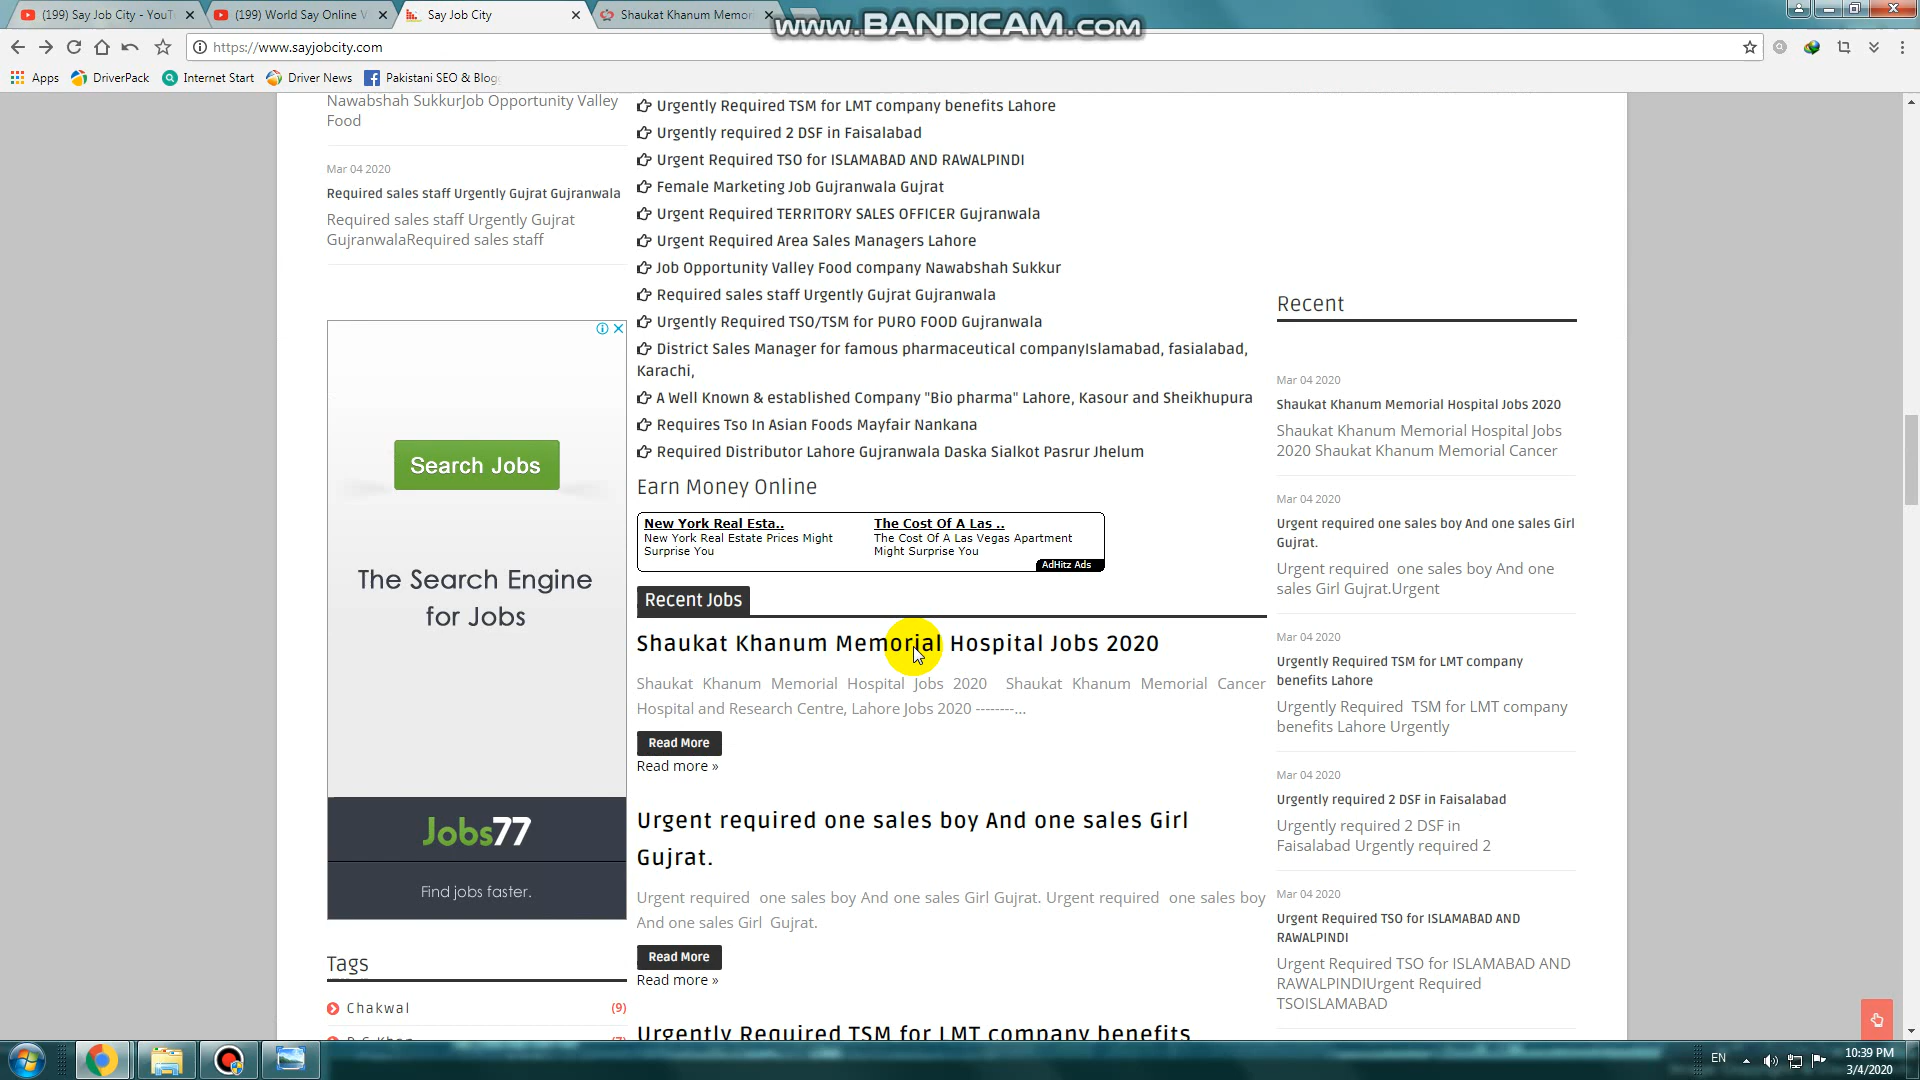 (199) Say Job City - YouT
(199) World Say Online V
Say Job City
Shaukat Khanum Memori
www.BANDICAM.com
https://www.sayjobcity.com
Apps
DriverPack
Internet Start
Driver News
Pakistani SEO & Blog
Nawabshah SukkurJob Opportunity Valley
Food
Mar 04 2020
Required sales staff Urgently Gujrat Gujranwala
Required sales staff Urgently Gujrat
GujranwalaRequired sales staff
Search Jobs
The Search Engine
for Jobs
Jobs77
Find jobs faster.
Tags
Chakwal
(9)
Urgently Required TSM for LMT company benefits Lahore
Urgently required 2 DSF in Faisalabad
Urgent Required TSO for ISLAMABAD AND RAWALPINDI
Female Marketing Job Gujranwala Gujrat
Urgent Required TERRITORY SALES OFFICER Gujranwala
Urgent Required Area Sales Managers Lahore
Job Opportunity Valley Food company Nawabshah Sukkur
Required sales staff Urgently Gujrat Gujranwala
Urgently Required TSO/TSM for PURO FOOD Gujranwala
District Sales Manager for famous pharmaceutical companyIslamabad, fasialabad,
Karachi,
A Well Known & established Company "Bio pharma" Lahore, Kasour and Sheikhupura
Requires Tso In Asian Foods Mayfair Nankana
Required Distributor Lahore Gujranwala Daska Sialkot Pasrur Jhelum
Earn Money Online
New York Real Esta..
New York Real Estate Prices Might
Surprise You
The Cost Of A Las ..
The Cost Of A Las Vegas Apartment
Might Surprise You
AdHitz Ads
Recent Jobs
Shaukat Khanum Memorial Hospital Jobs 2020
Shaukat Khanum Memorial Hospital Jobs 2020 Shaukat Khanum Memorial Cancer
Hospital and Research Centre, Lahore Jobs 2020 --------...
Read More
Read more »
Urgent required one sales boy And one sales Girl
Gujrat.
Urgent required one sales boy And one sales Girl Gujrat. Urgent required one sales boy
And one sales Girl Gujrat.
Read More
Read more »
Urgently Required TSM for LMT company benefits
Recent
Mar 04 2020
Shaukat Khanum Memorial Hospital Jobs 2020
Shaukat Khanum Memorial Hospital Jobs
2020 Shaukat Khanum Memorial Cancer
Mar 04 2020
Urgent required one sales boy And one sales Girl
Gujrat.
Urgent required one sales boy And one
sales Girl Gujrat.Urgent
Mar 04 2020
Urgently Required TSM for LMT company
benefits Lahore
Urgently Required TSM for LMT company
benefits Lahore Urgently
Mar 04 2020
Urgently required 2 DSF in Faisalabad
Urgently required 2 DSF in
Faisalabad Urgently required 2
Mar 04 2020
Urgent Required TSO for ISLAMABAD AND
RAWALPINDI
Urgent Required TSO for ISLAMABAD AND
RAWALPINDIUrgent Required
TSOISLAMABAD
EN
10:39 PM
3/4/2020